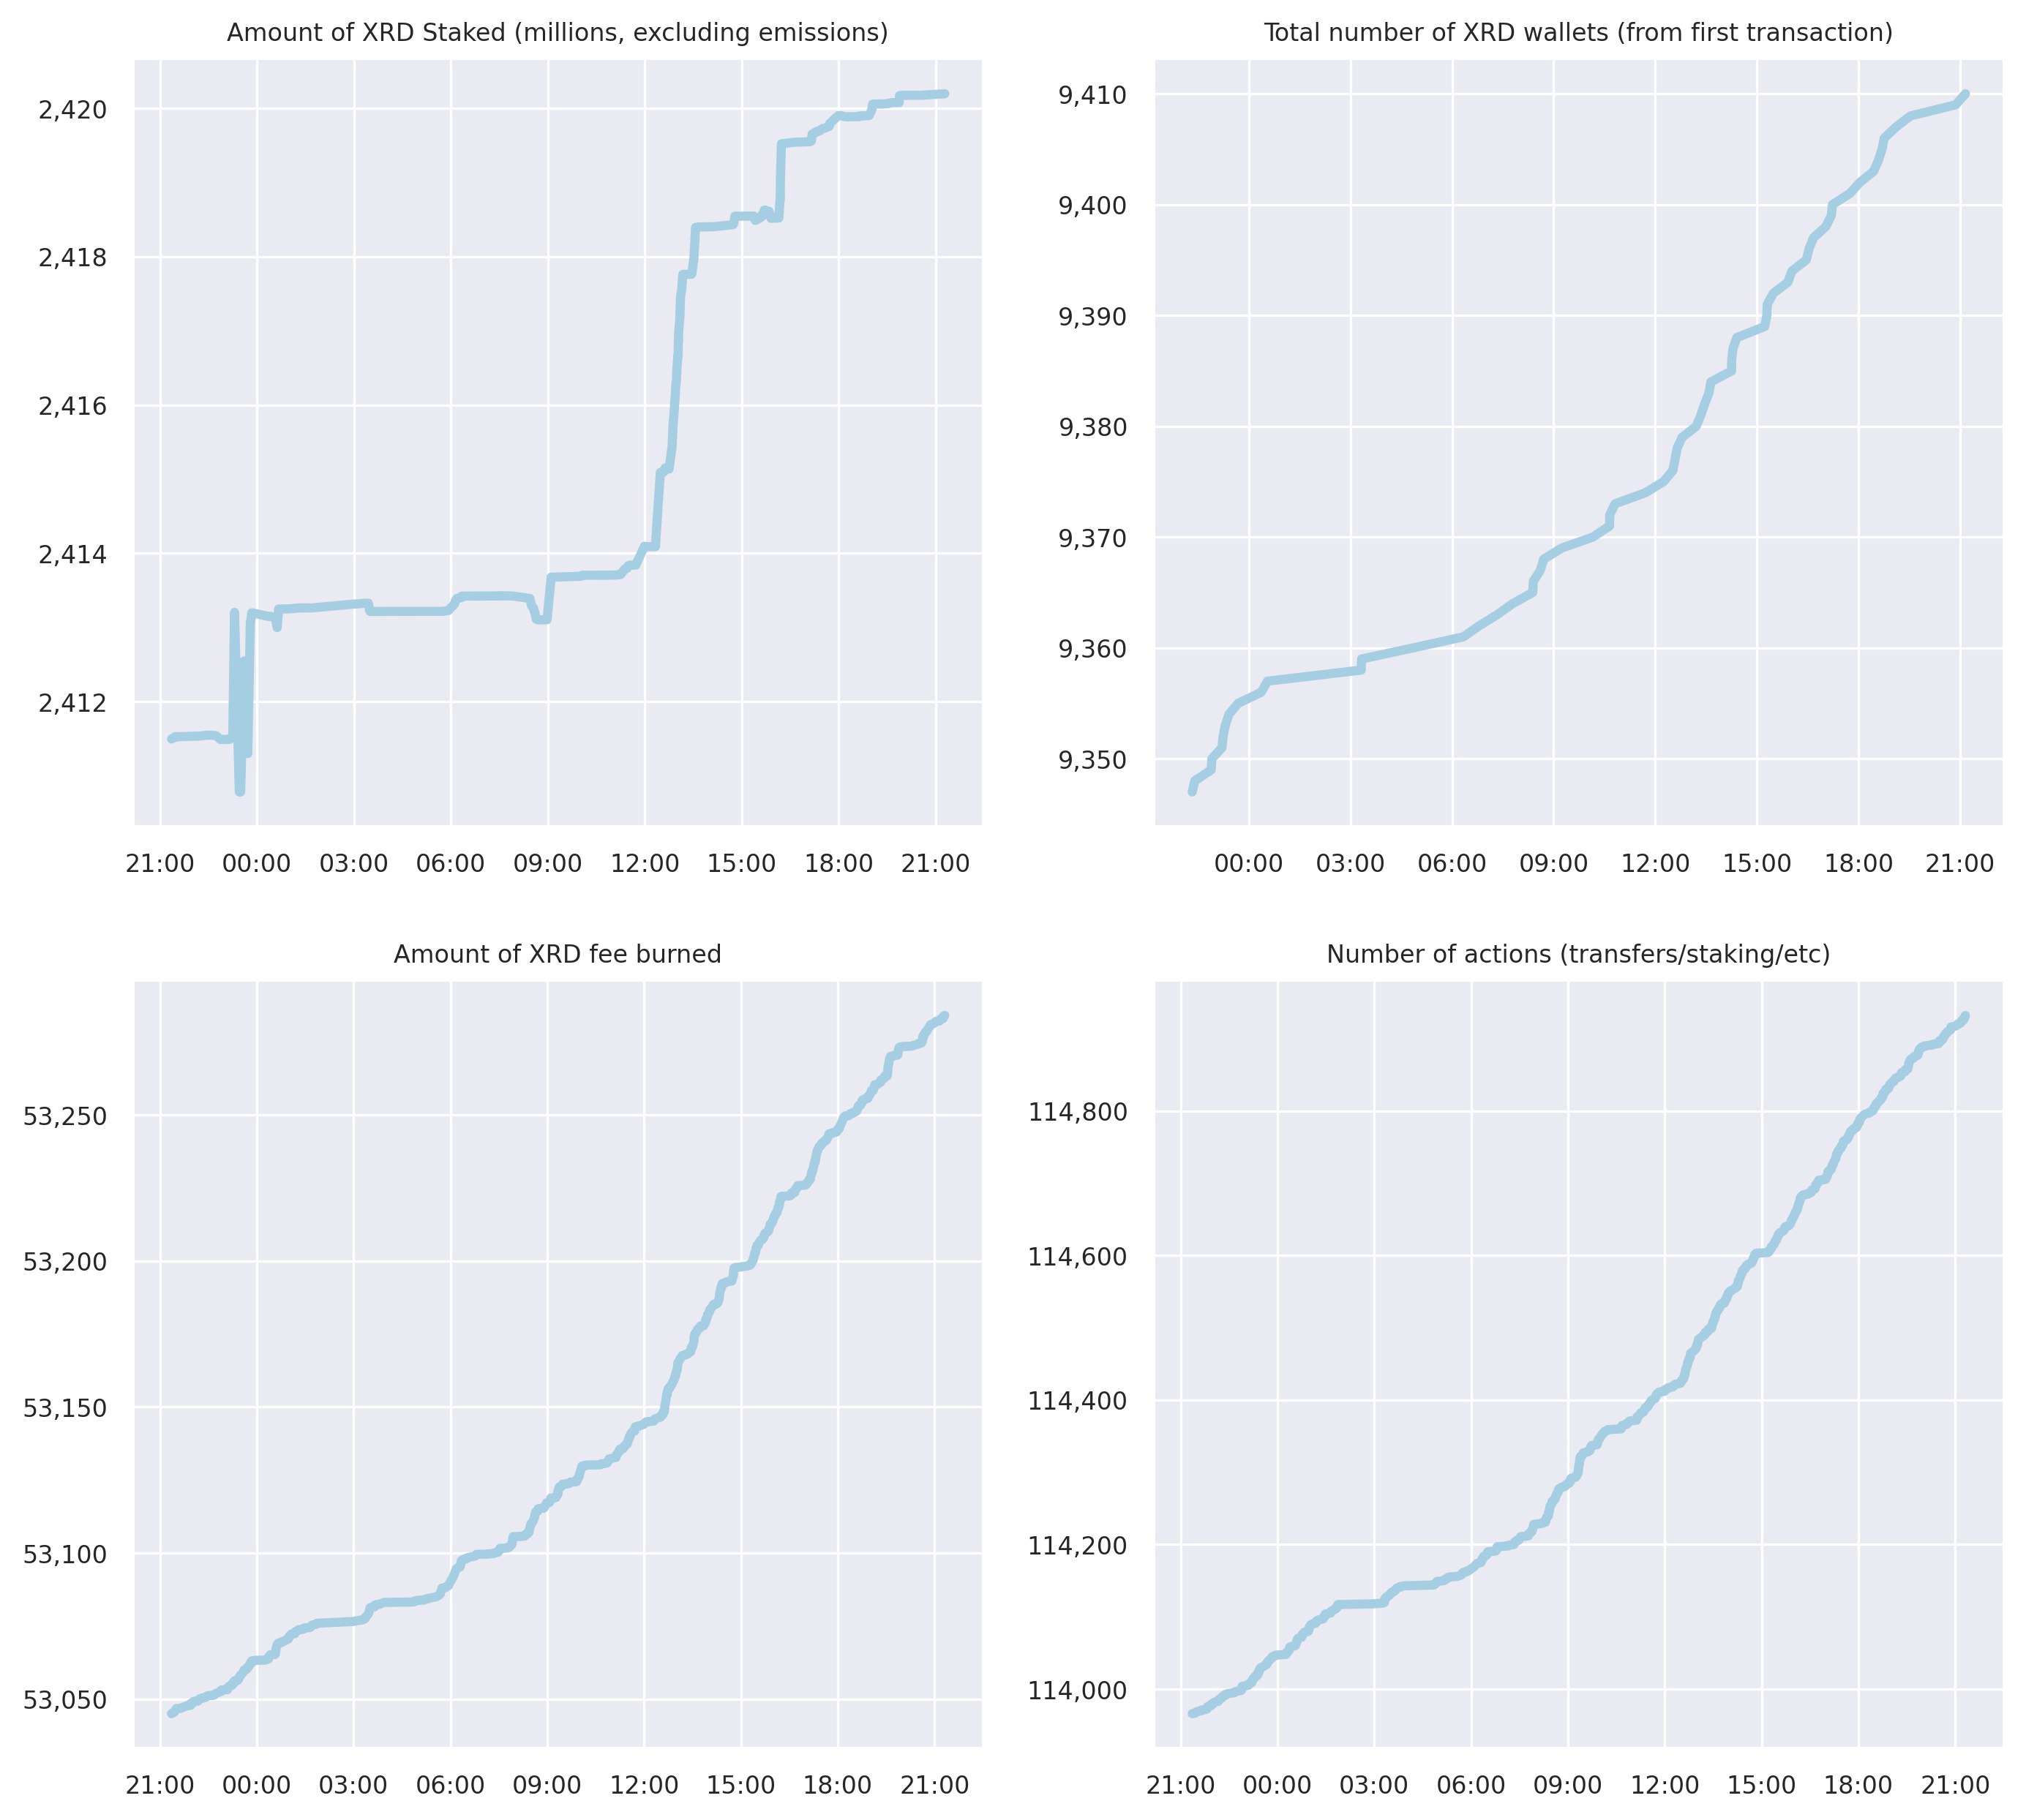 Amount of XRD Staked (millions, excluding emissions)
2,420
2,418
2,416
2,414
2,412
21:00 00:00 03:00 06:00 09:00 12:00 15:00 18:00 21:00
Total number of XRD wallets (from first transaction)
9,410
9,400
9,390
9,380
9,370
9,360
9,350
00:00 03:00 06:00 09:00 12:00 15:00 18:00 21:00
Amount of XRD fee burned
53,250
53,200
53,150
53,100
53,050
21:00 00:00 03:00 06:00 09:00 12:00 15:00 18:00 21:00
Number of actions (transfers/staking/etc)
114,800
114,600
114,400
114,200
114,000
21:00 00:00 03:00 06:00 09:00 12:00 15:00 18:00 21:00